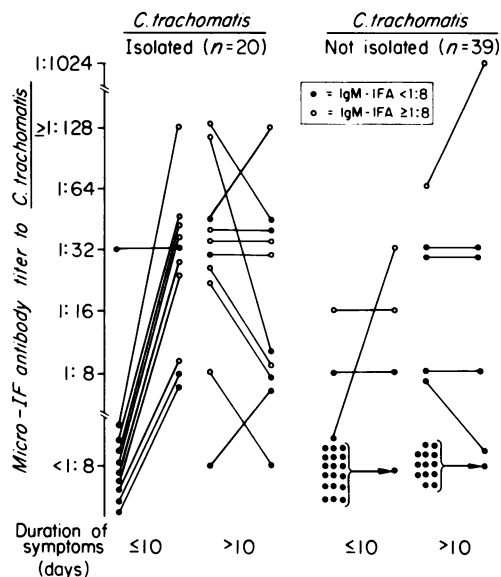 C. trachomatis
Isolated (n=20)
C. trachomatis
Not isolated (n=39)
• = IgM-IFA <1:8
○ = IgM-IFA ≥1:8
Micro-IF antibody titer to C. trachomatis
1:1024
≥1:128
1:64
1:32
1:16
1:8
<1:8
Duration of symptoms (days)
≤10
>10
≤10
>10